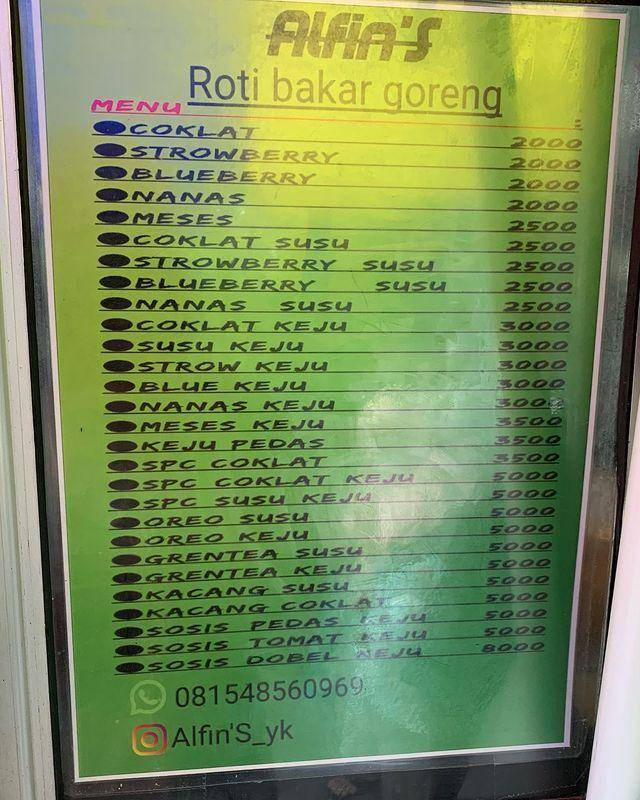 Alfin'S
Roti bakar goreng
MENU :
COKLAT 2000
STROWBERRY 2000
BLUEBERRY 2000
NANAS 2000
MESES 2500
COKLAT SUSU 2500
STROWBERRY SUSU 2500
BLUEBERRY SUSU 2500
NANAS SUSU 2500
COKLAT KEJU 3000
SUSU KEJU 3000
STROW KEJU 3000
BLUE KEJU 3000
NANAS KEJU 3000
MESES KEJU 3500
KEJU PEDAS 3500
SPC COKLAT 3500
SPC COKLAT KEJU 5000
SPC SUSU KEJU 5000
OREO SUSU 5000
OREO KEJU 5000
GRENTEA SUSU 5000
GRENTEA KEJU 5000
KACANG SUSU 5000
KACANG COKLAT 5000
SOSIS PEDAS KEJU 5000
SOSIS TOMAT KEJU 5000
SOSIS DOBEL KEJU 8000
081548560969
Alfin'S_yk